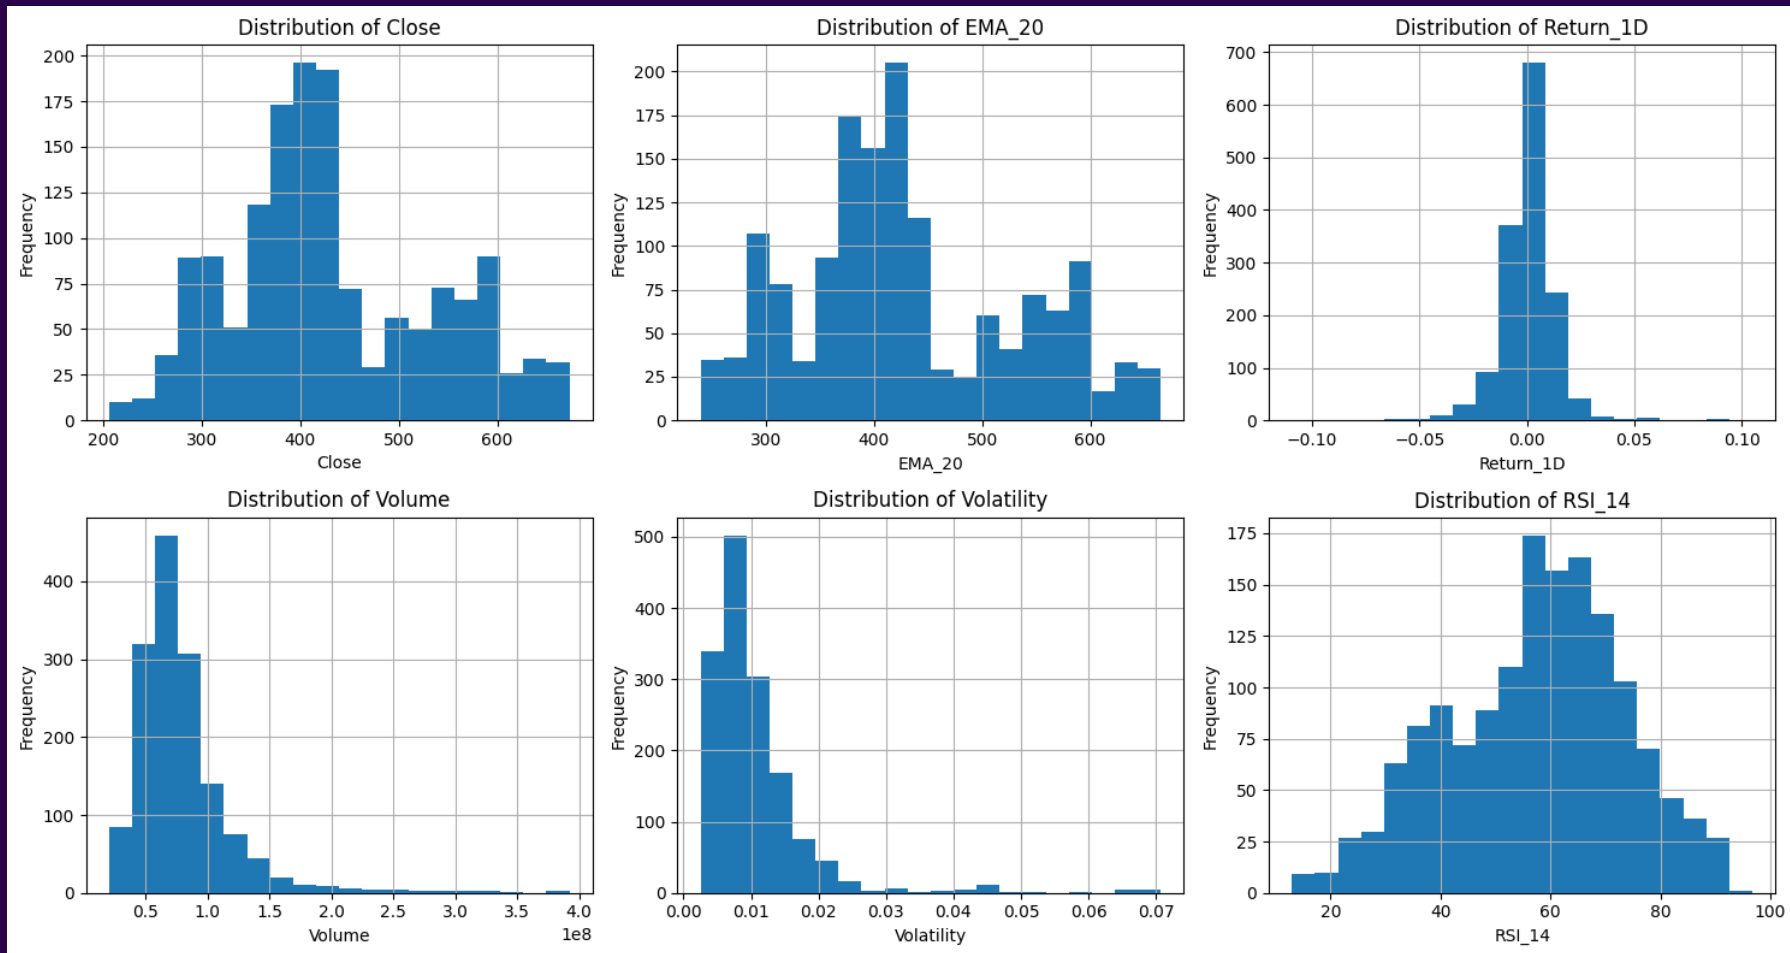 Distribution of Close
200
175
150
125
100
75
50
25
0
Frequency
200 300 400 500 600
Close
Distribution of EMA_20
200
175
150
125
100
75
50
25
0
Frequency
300 400 500 600
EMA_20
Distribution of Return_1D
700
600
500
400
300
200
100
0
Frequency
−0.10 −0.05 0.00 0.05 0.10
Return_1D
Distribution of Volume
400
300
200
100
0
Frequency
0.5 1.0 1.5 2.0 2.5 3.0 3.5 4.0
1e8
Volume
Distribution of Volatility
500
400
300
200
100
0
Frequency
0.00 0.01 0.02 0.03 0.04 0.05 0.06 0.07
Volatility
Distribution of RSI_14
175
150
125
100
75
50
25
0
Frequency
20 40 60 80 100
RSI_14